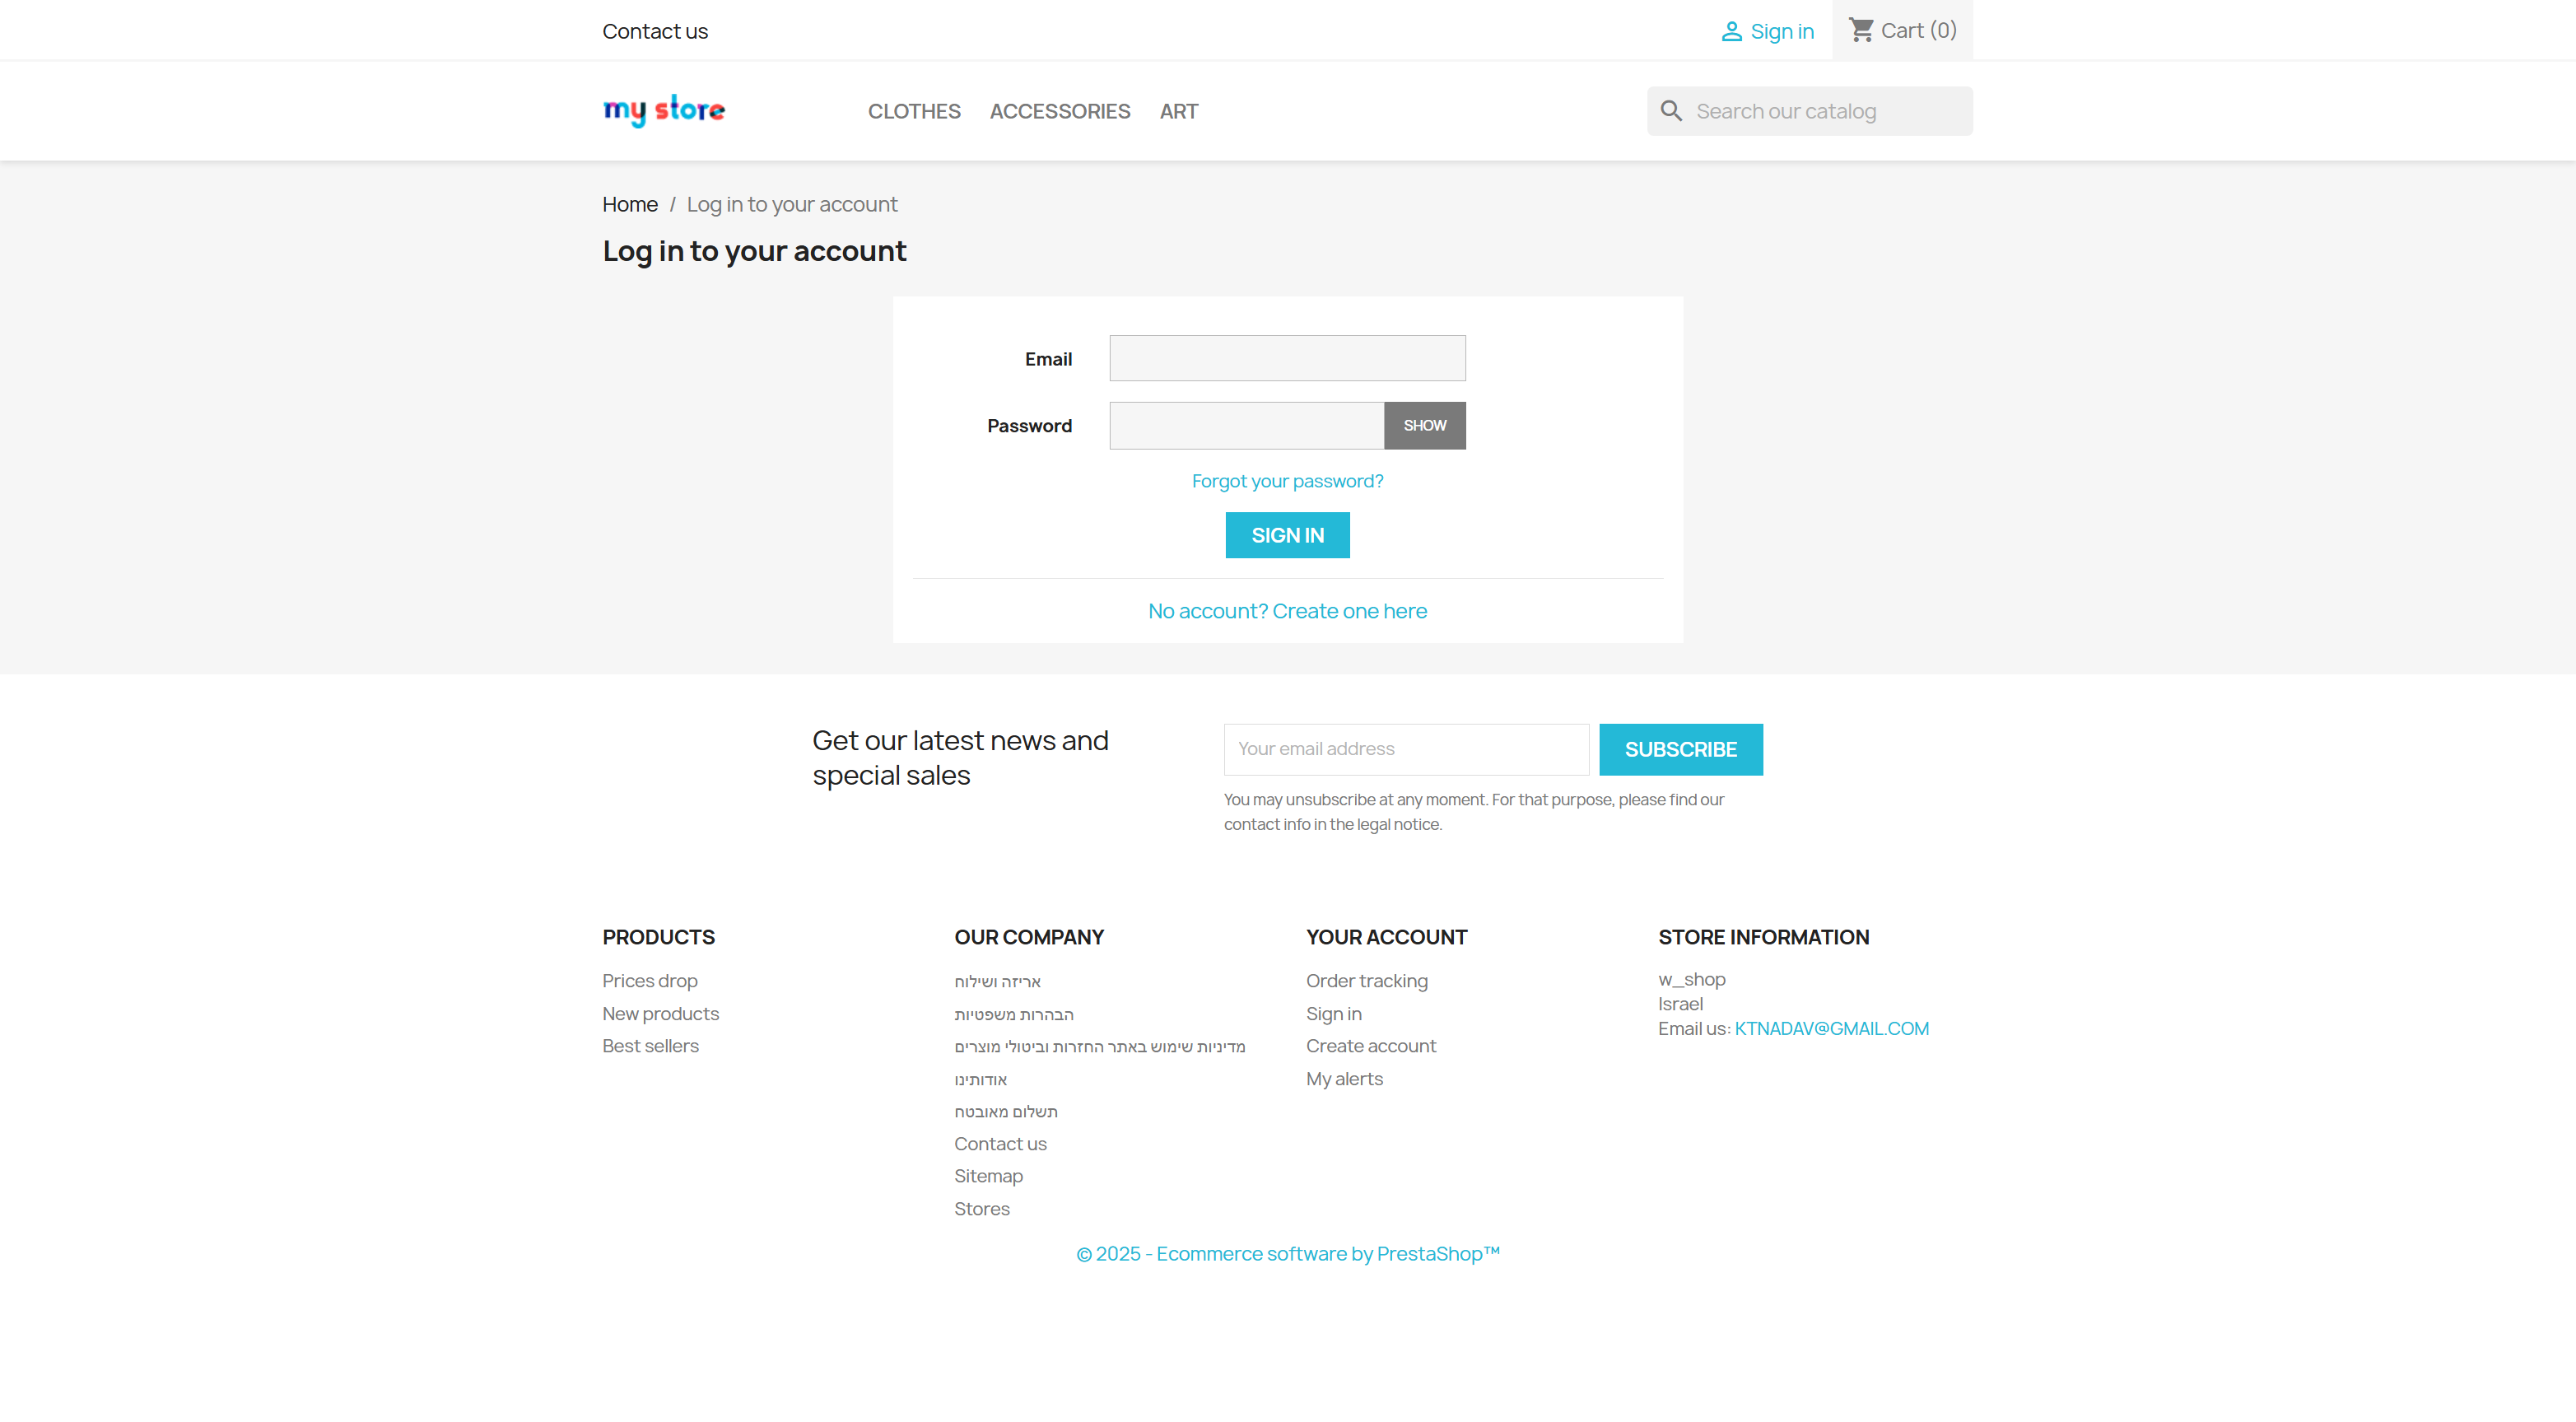 Contact us
Sign in
Cart (0)
my store
CLOTHES
ACCESSORIES
ART
Search our catalog
Home / Log in to your account
Log in to your account
Email
Password
SHOW
Forgot your password?
SIGN IN
No account? Create one here
Get our latest news and
special sales
Your email address
SUBSCRIBE
You may unsubscribe at any moment. For that purpose, please find our
contact info in the legal notice.
PRODUCTS
Prices drop
New products
Best sellers
OUR COMPANY
אריזה ושילוח
הבהרות משפטיות
מדיניות שימוש באתר החזרות וביטולי מוצרים
אודותינו
תשלום מאובטח
Contact us
Sitemap
Stores
YOUR ACCOUNT
Order tracking
Sign in
Create account
My alerts
STORE INFORMATION
w_shop
Israel
Email us: KTNADAV@GMAIL.COM
© 2025 - Ecommerce software by PrestaShop™